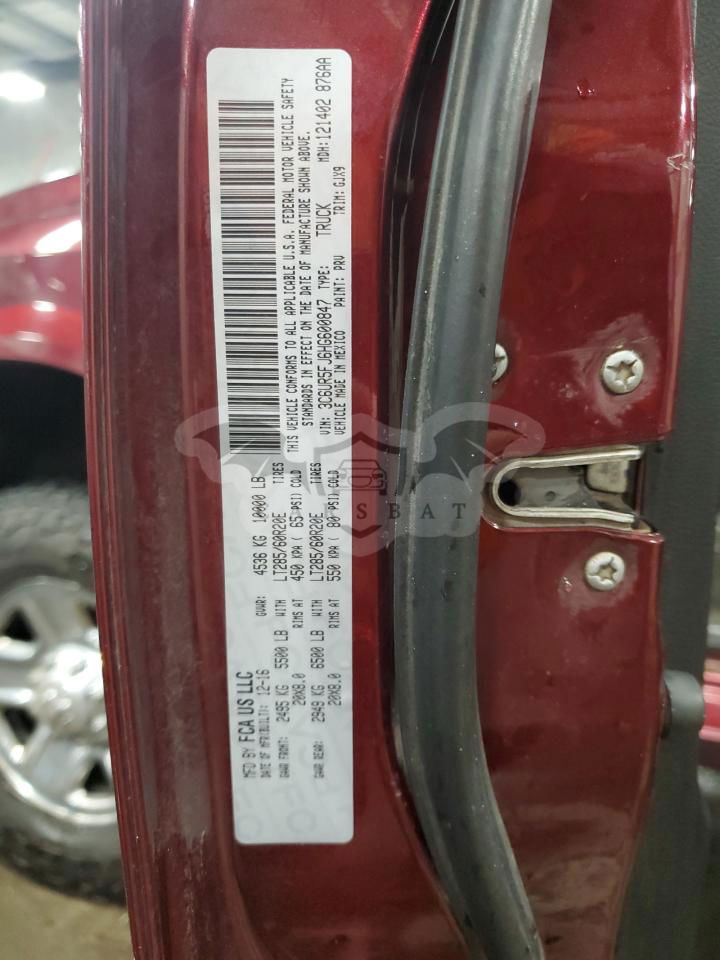 MFD BY FCA US LLC
DATE OF MFR(BUILT): 12-16 GVWR: 4536 KG 10000 LB
GAWR FRONT: 2495 KG 5500 LB WITH LT285/60R20E TIRES
20X8.0 RIMS AT 450 KPA( 65 PSI) COLD
GAWR REAR: 2949 KG 6500 LB WITH LT285/60R20E TIRES
20X8.0 RIMS AT 550 KPA( 80 PSI) COLD
THIS VEHICLE CONFORMS TO ALL APPLICABLE U.S.A. FEDERAL MOTOR VEHICLE SAFETY
STANDARDS IN EFFECT ON THE DATE OF MANUFACTURE SHOWN ABOVE.
VIN: 3C6UR5FJ6HG600847 TYPE: TRUCK MDH:121402 876AA
VEHICLE MADE IN MEXICO PAINT: PRV TRIM: GJX9
SBAT